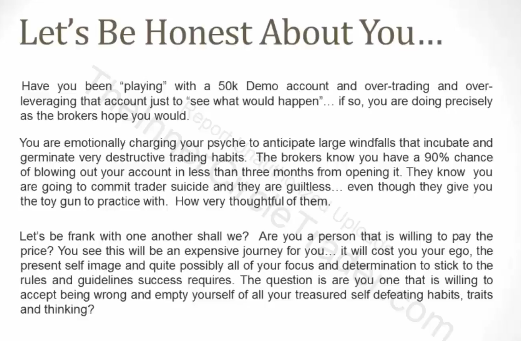 Let's Be Honest About You...
Have you been "playing" with a 50k Demo account and over-trading and over-
leveraging that account just to "see what would happen"... if so, you are doing precisely
as the brokers hope you would.
You are emotionally charging your psyche to anticipate large windfalls that incubate and
germinate very destructive trading habits. The brokers know you have a 90% chance
of blowing out your account in less than three months from opening it. They know you
are going to commit trader suicide and they are guiltless... even though they give you
the toy gun to practice with. How very thoughtful of them.
Let's be frank with one another shall we? Are you a person that is willing to pay the
price? You see this will be an expensive journey for you... it will cost you your ego, the
present self image and quite possibly all of your focus and determination to stick to the
rules and guidelines success requires. The question is are you one that is willing to
accept being wrong and empty yourself of all your treasured self defeating habits, traits
and thinking?